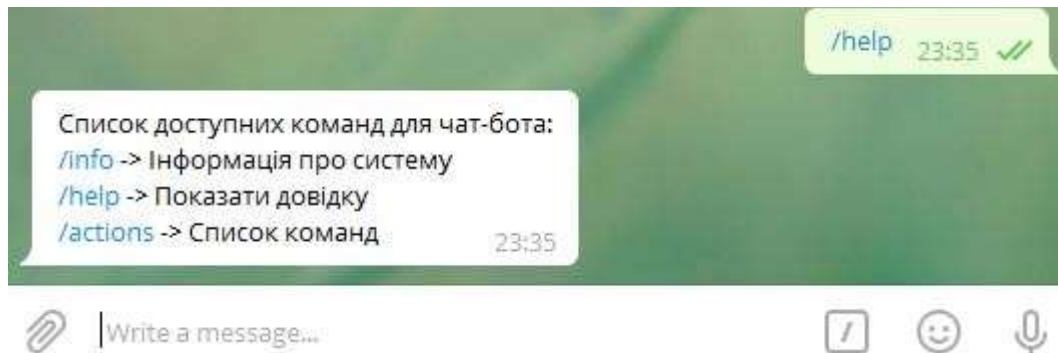 /help 23:35
Список доступних команд для чат-бота:
/info -> Інформація про систему
/help -> Показати довідку
/actions -> Список команд
23:35
Write a message...